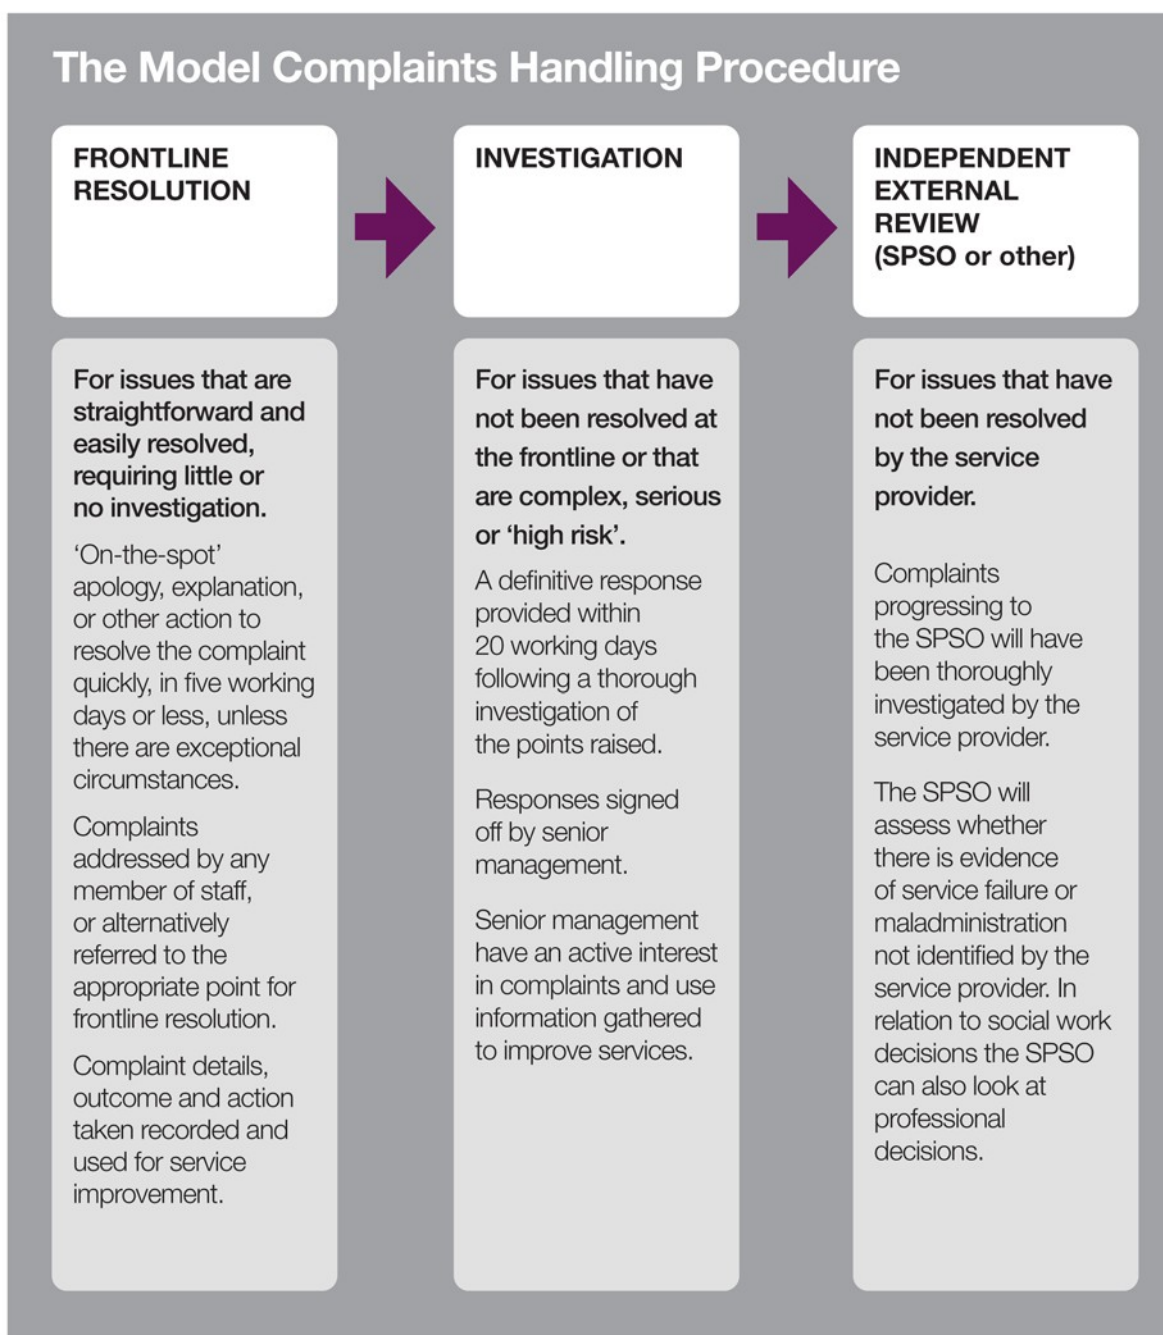 The Model Complaints Handling Procedure
FRONTLINE
RESOLUTION
For issues that are
straightforward and
easily resolved,
requiring little or
no investigation.
‘On-the-spot’
apology, explanation,
or other action to
resolve the complaint
quickly, in five working
days or less, unless
there are exceptional
circumstances.
Complaints
addressed by any
member of staff,
or alternatively
referred to the
appropriate point for
frontline resolution.
Complaint details,
outcome and action
taken recorded and
used for service
improvement.
INVESTIGATION
For issues that have
not been resolved at
the frontline or that
are complex, serious
or ‘high risk’.
A definitive response
provided within
20 working days
following a thorough
investigation of
the points raised.
Responses signed
off by senior
management.
Senior management
have an active interest
in complaints and use
information gathered
to improve services.
INDEPENDENT
EXTERNAL
REVIEW
(SPSO or other)
For issues that have
not been resolved
by the service
provider.
Complaints
progressing to
the SPSO will have
been thoroughly
investigated by the
service provider.
The SPSO will
assess whether
there is evidence
of service failure or
maladministration
not identified by the
service provider. In
relation to social work
decisions the SPSO
can also look at
professional
decisions.